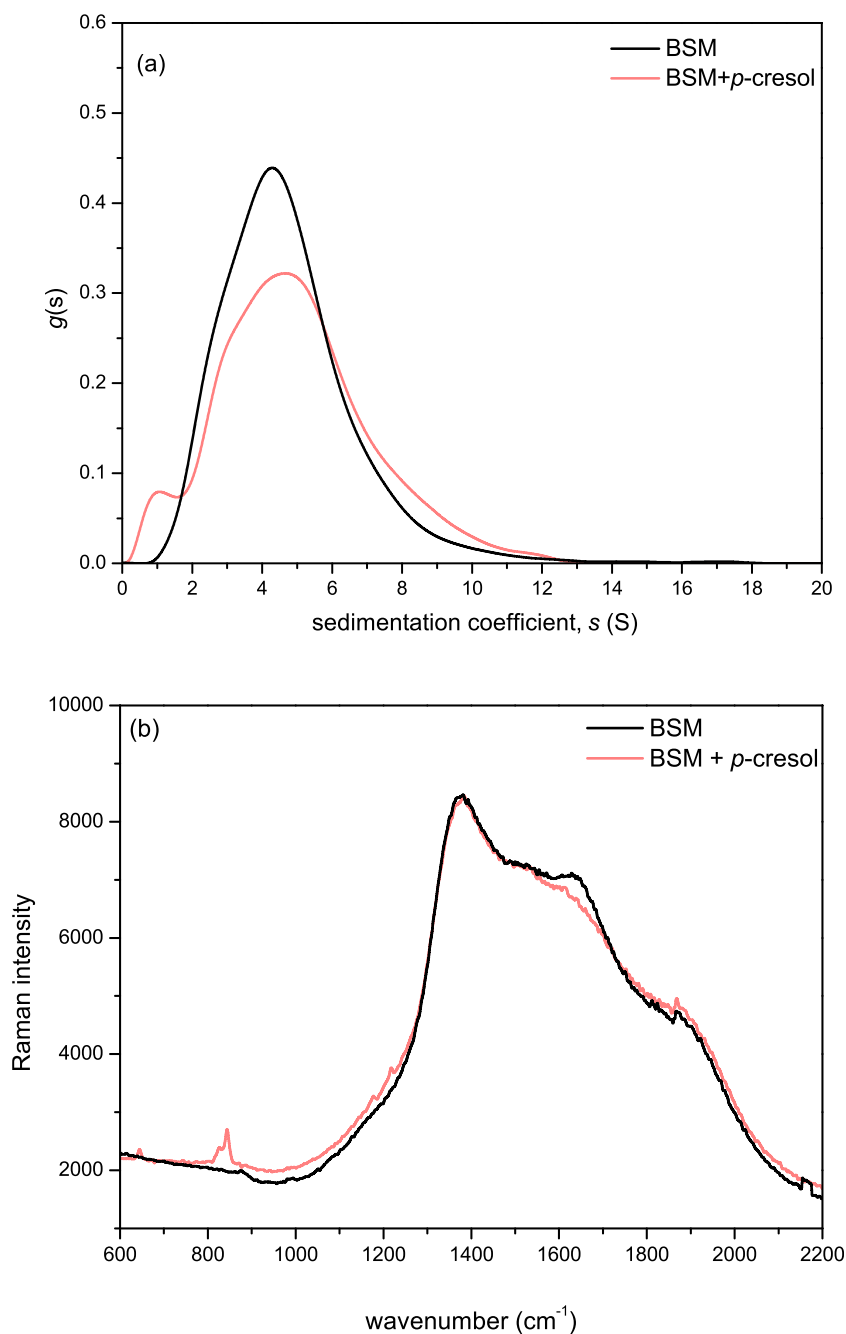 (a)
BSM
BSM+p-cresol
0.6
0.5
0.4
0.3
0.2
0.1
0.0
g(s)
0 2 4 6 8 10 12 14 16 18 20
sedimentation coefficient, s (S)
(b)
BSM
BSM + p-cresol
10000
8000
6000
4000
2000
Raman intensity
600 800 1000 1200 1400 1600 1800 2000 2200
wavenumber (cm⁻¹)